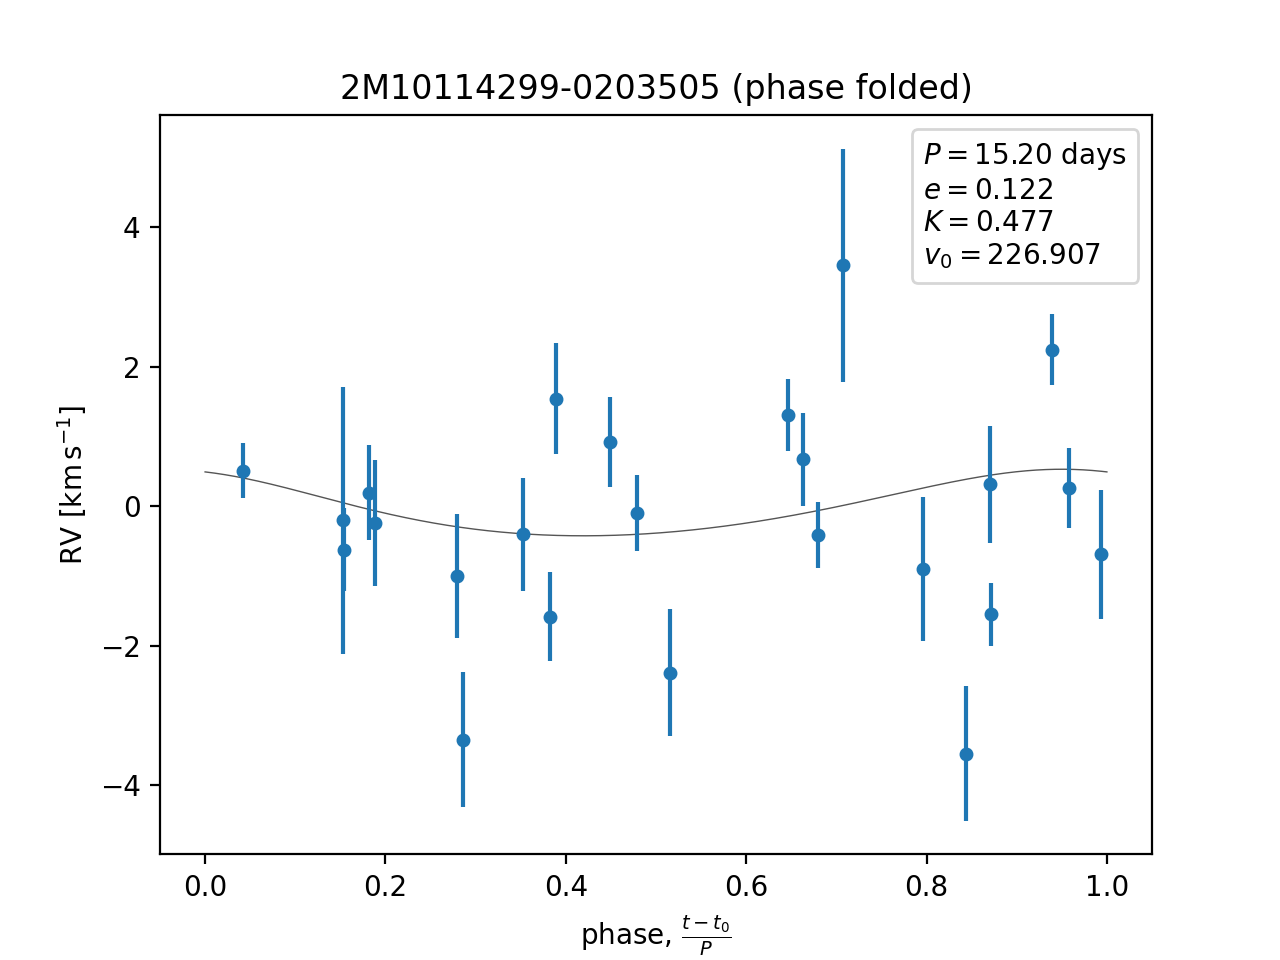 2M10114299-0203505 (phase folded)
P = 15.20 days
e = 0.122
K = 0.477
v₀ = 226.907
4
2
0
−2
−4
RV [km s⁻¹]
0.0 0.2 0.4 0.6 0.8 1.0
phase, (t − t₀)/P